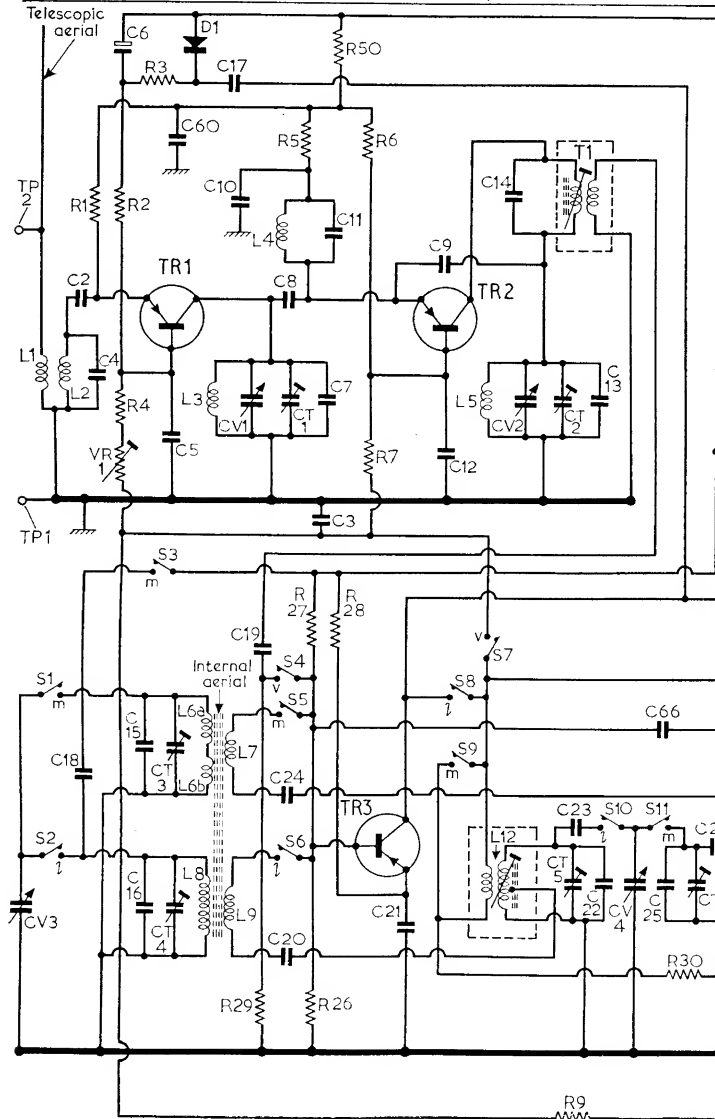 Telescopic
aerial
C6
D1
R50
R3
C17
C60
R5
R6
T1
TP
2
R1
R2
C10
L4
C11
C14
C9
TR1
TR2
C2
C8
L1
L2
C4
L3
CV1
CT
1
C7
L5
CV2
CT
2
C
13
R4
VR
1
C5
R7
C12
TP1
C3
S3
m
R
27
R
28
C19
v
S7
S1
m
Internal
aerial
S4
v
S8
l
S5
m
C
15
CT
3
L6a
L6b
L7
C66
C18
S9
m
C24
TR3
S2
l
S6
l
L12
C23
S10
l
S11
m
C2
C
16
CT
4
L8
L9
CT
5
C
22
CV
4
C
25
CT
CV3
C21
C20
R29
R26
R30
R9